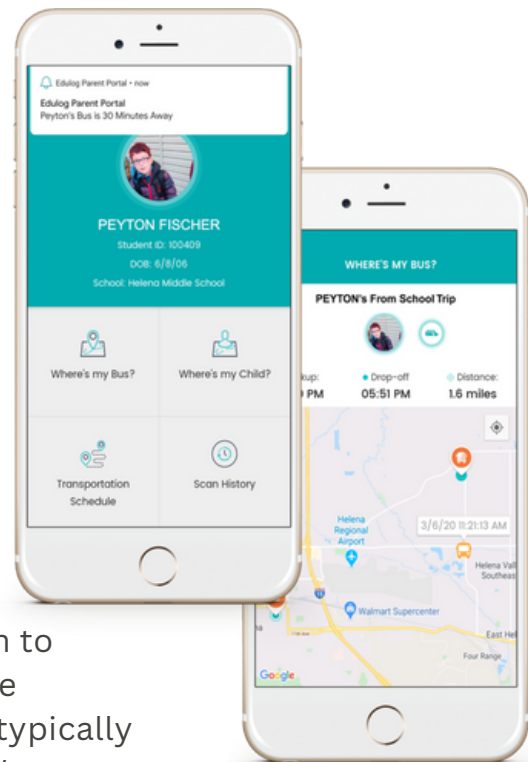 Edulog Parent Portal • now
Edulog Parent Portal
Peyton's Bus is 30 Minutes Away
PEYTON FISCHER
Student ID: 100409
DOB: 6/8/06
School: Helena Middle School
Where's my Bus?
Where's my Child?
Transportation Schedule
Scan History
WHERE'S MY BUS?
PEYTON's From School Trip
Drop-off
Distance:
PM
05:51 PM
1.6 miles
3/6/20 11:21:13 AM
Helena
Regional
Airport
Helena
Southeas
Walmart Supercenter
East Hel
Four Range
Google
to
typically